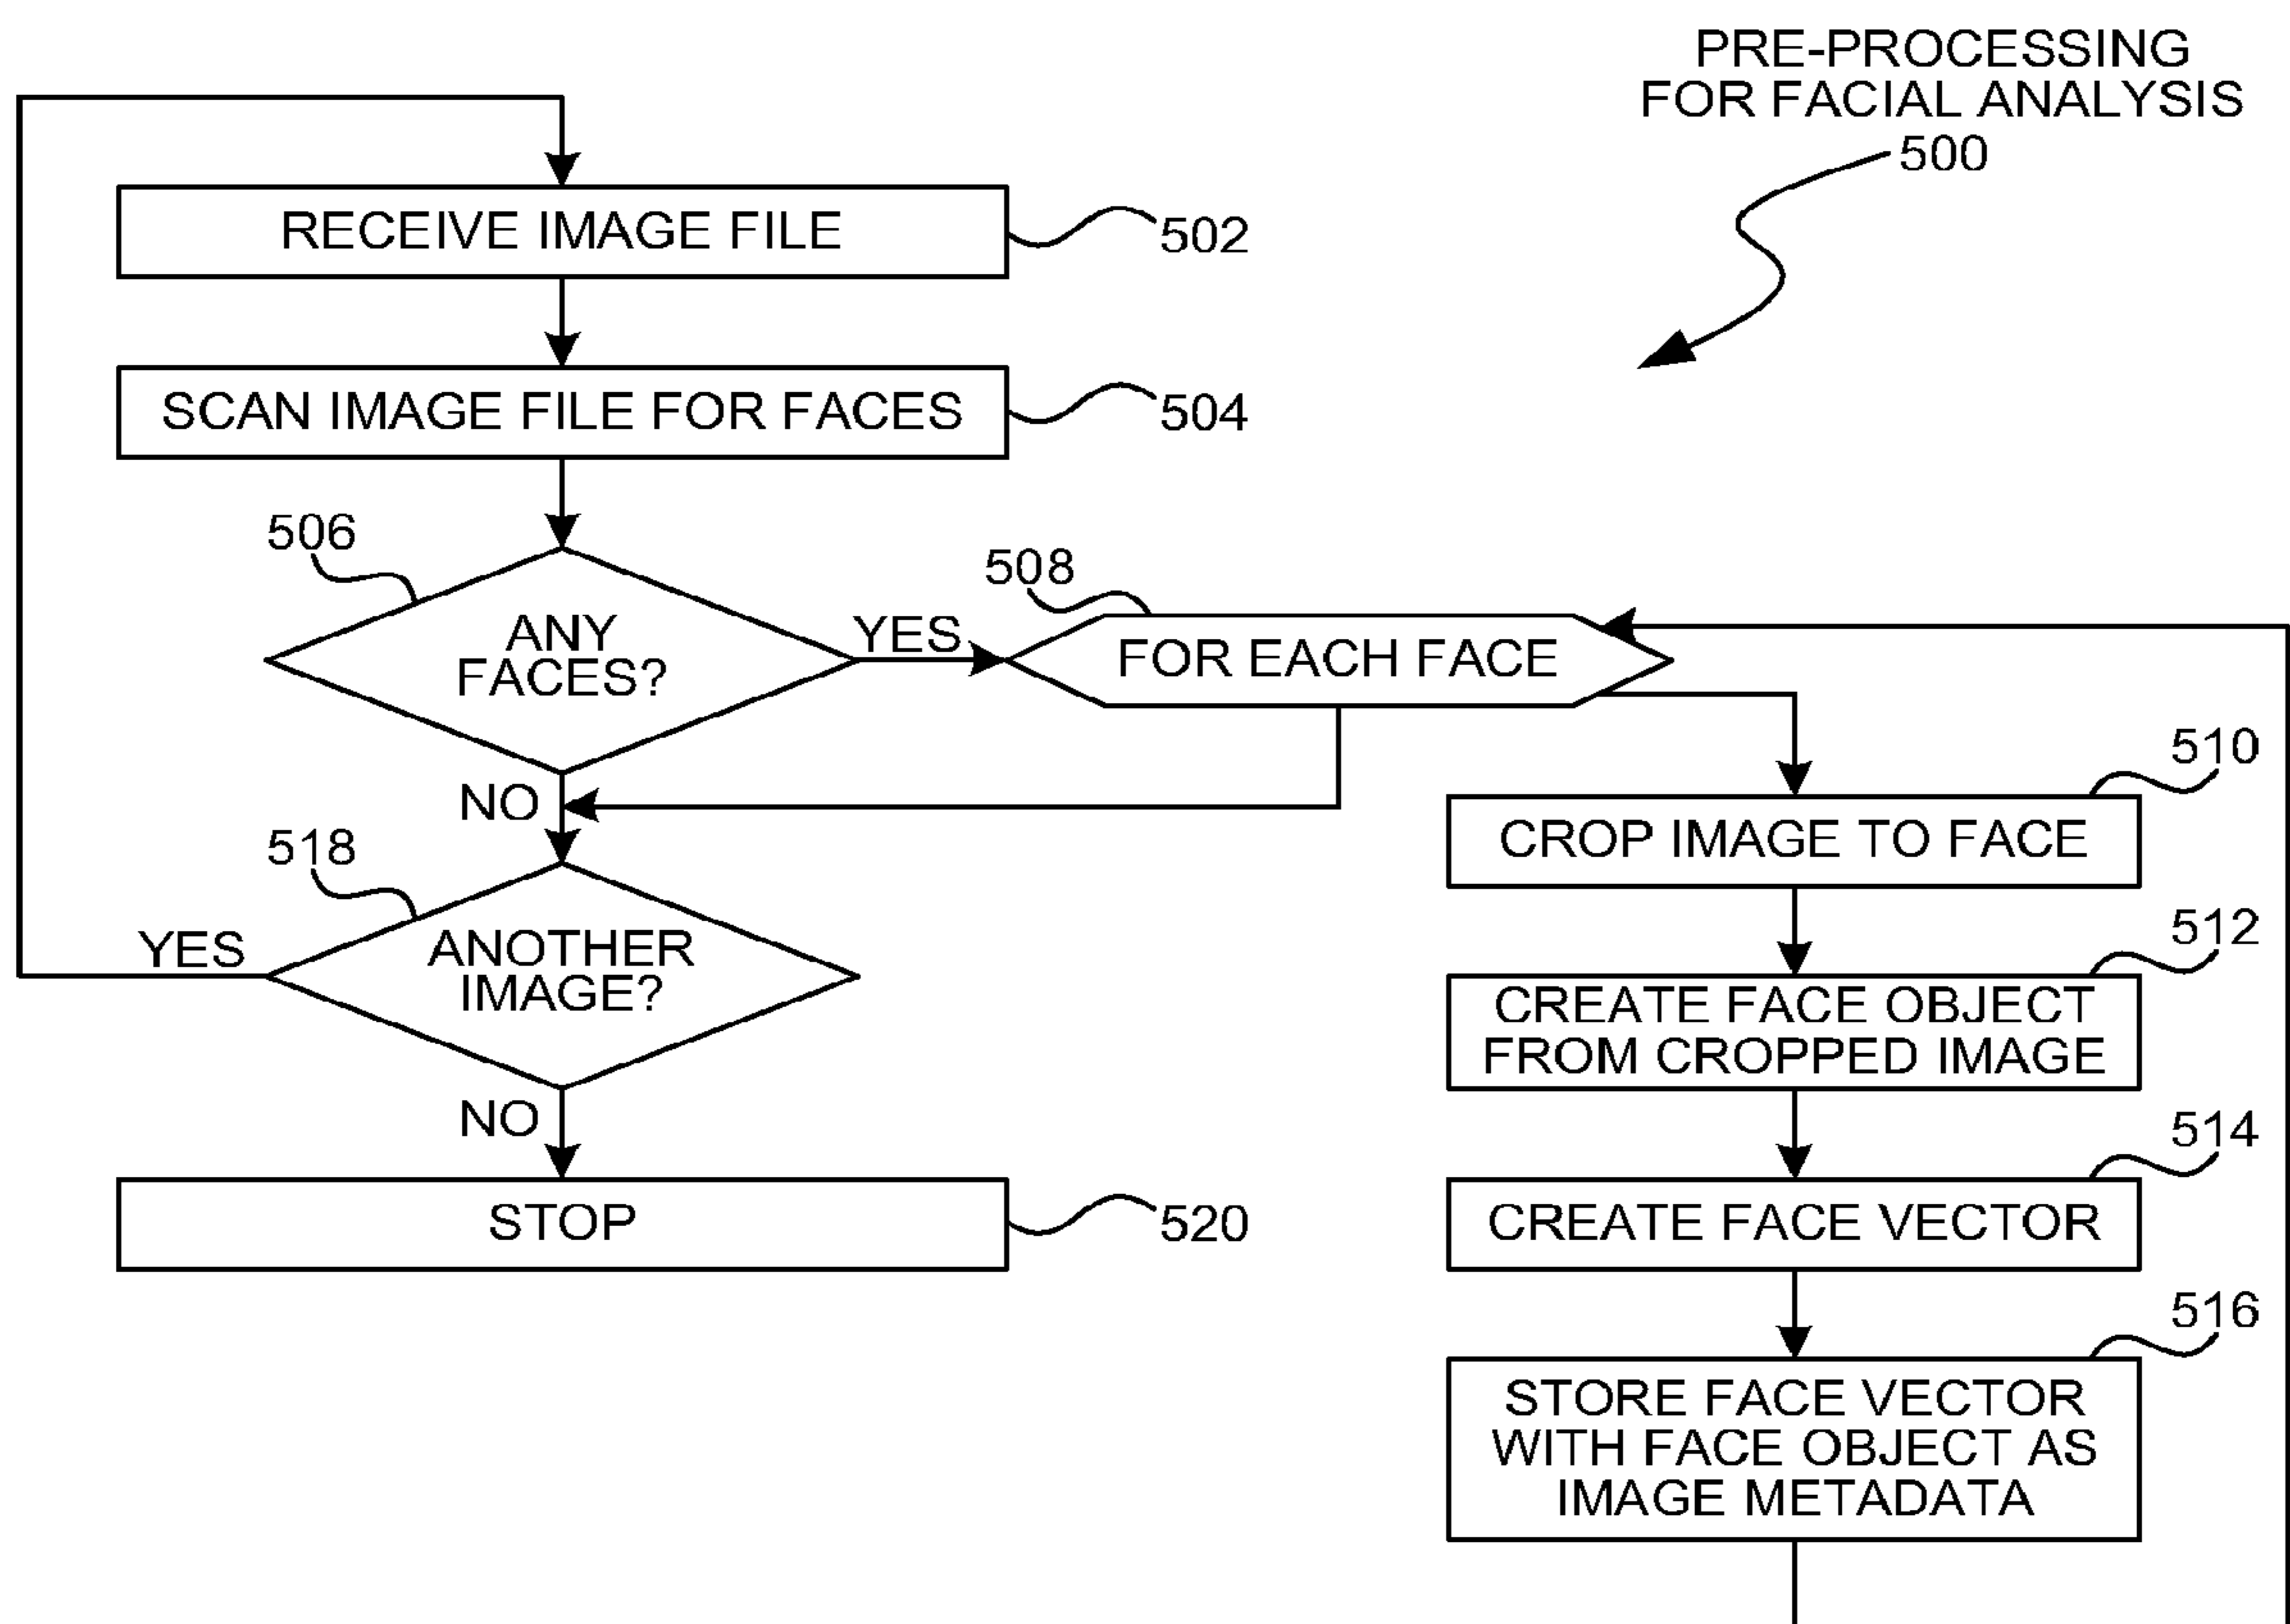 PRE-PROCESSING
FOR FACIAL ANALYSIS
500
RECEIVE IMAGE FILE
502
SCAN IMAGE FILE FOR FACES
504
506
ANY
FACES?
YES
508
FOR EACH FACE
NO
510
CROP IMAGE TO FACE
512
CREATE FACE OBJECT
FROM CROPPED IMAGE
514
CREATE FACE VECTOR
516
STORE FACE VECTOR
WITH FACE OBJECT AS
IMAGE METADATA
518
ANOTHER
IMAGE?
YES
NO
STOP
520